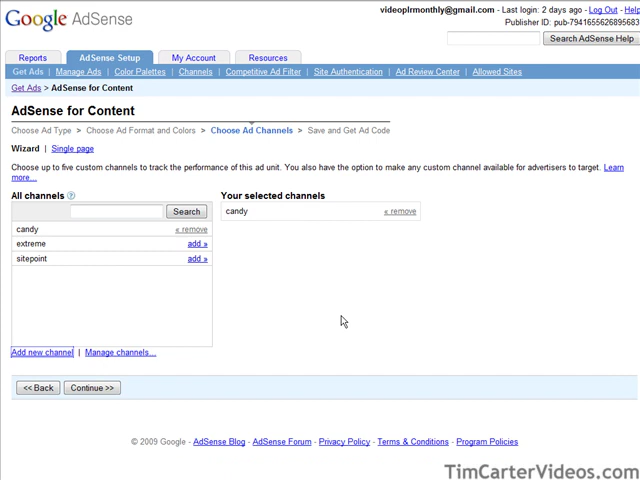 videoplrmonthly@gmail.com - Last login: 2 days ago - Log Out - Help
Google AdSense
Publisher ID: pub-7941655626895683
Search AdSense Help
Reports AdSense Setup My Account Resources
Get Ads | Manage Ads | Color Palettes | Channels | Competitive Ad Filter | Site Authentication | Ad Review Center | Allowed Sites
Get Ads > AdSense for Content
AdSense for Content
Choose Ad Type > Choose Ad Format and Colors > Choose Ad Channels > Save and Get Ad Code
Wizard | Single page
Choose up to five custom channels to track the performance of this ad unit. You also have the option to make any custom channel available for advertisers to target. Learn
more...
All channels ? Your selected channels
Search candy « remove
candy « remove
extreme add »
sitepoint add »
Add new channel | Manage channels...
<< Back Continue >>
© 2009 Google - AdSense Blog - AdSense Forum - Privacy Policy - Terms & Conditions - Program Policies
TimCarterVideos.com